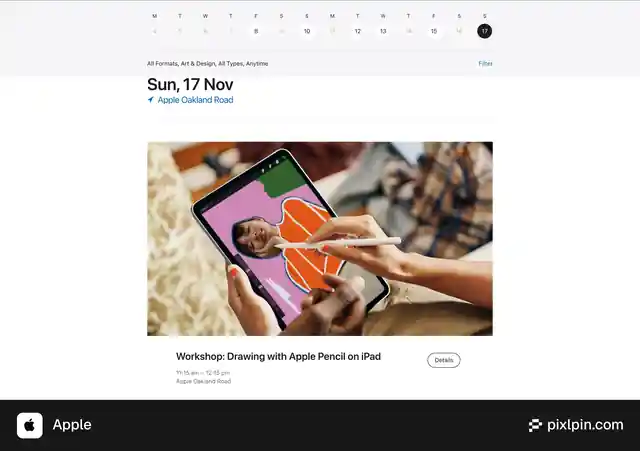 M T W T F S S M T W T F S S
8 10 12 13 15 17
All Formats, Art & Design, All Types, Anytime
Filter
Sun, 17 Nov
Apple Oakland Road
Workshop: Drawing with Apple Pencil on iPad
Details
Apple Oakland Road
Apple
pixlpin.com